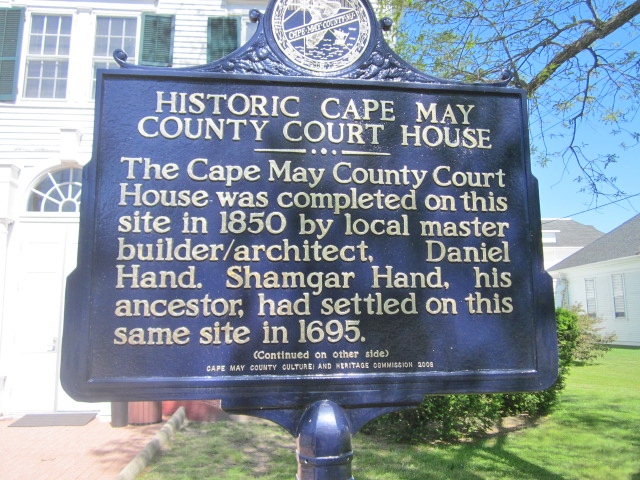 CAPE MAY COUNTY
HISTORIC CAPE MAY
COUNTY COURT HOUSE
The Cape May County Court
House was completed on this
site in 1850 by local master
builder/architect, Daniel
Hand. Shamgar Hand, his
ancestor, had settled on this
same site in 1695.
(Continued on other side)
CAPE MAY COUNTY CULTURE AND HERITAGE COMMISSION 2008